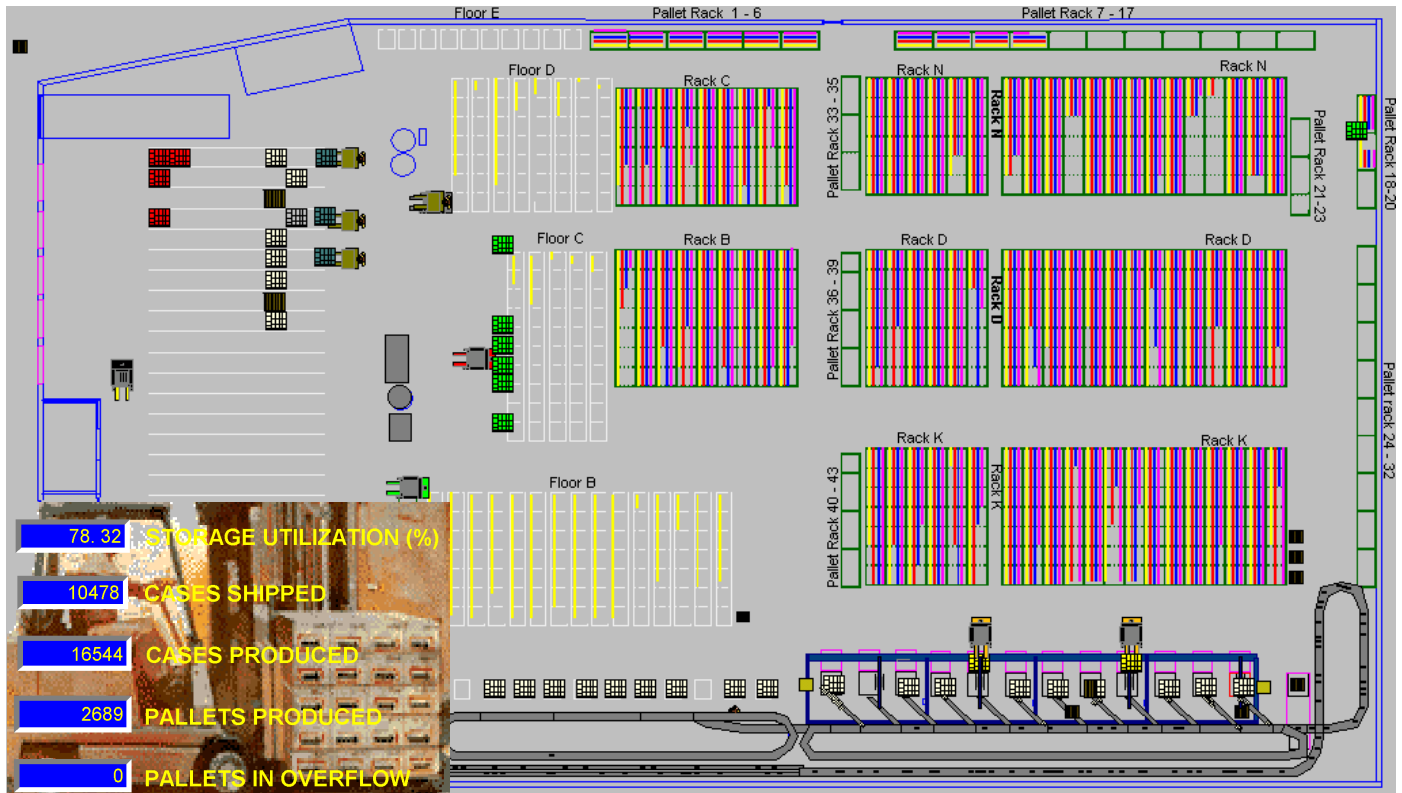 Floor E
Pallet Rack 1 - 6
Pallet Rack 7 - 17
Floor D
Rack C
Pallet Rack 33 - 35
Rack N
Rack N
Rack N
Pallet Rack 21-23
Pallet Rack 18-20
Floor C
Rack B
Pallet Rack 36 - 39
Rack D
Rack D
Rack D
Pallet rack 24 - 32
Floor B
Pallet Rack 40 - 43
Rack K
Rack K
Rack K
78. 32 STORAGE UTILIZATION (%)
10478 CASES SHIPPED
16544 CASES PRODUCED
2689 PALLETS PRODUCED
0 PALLETS IN OVERFLOW